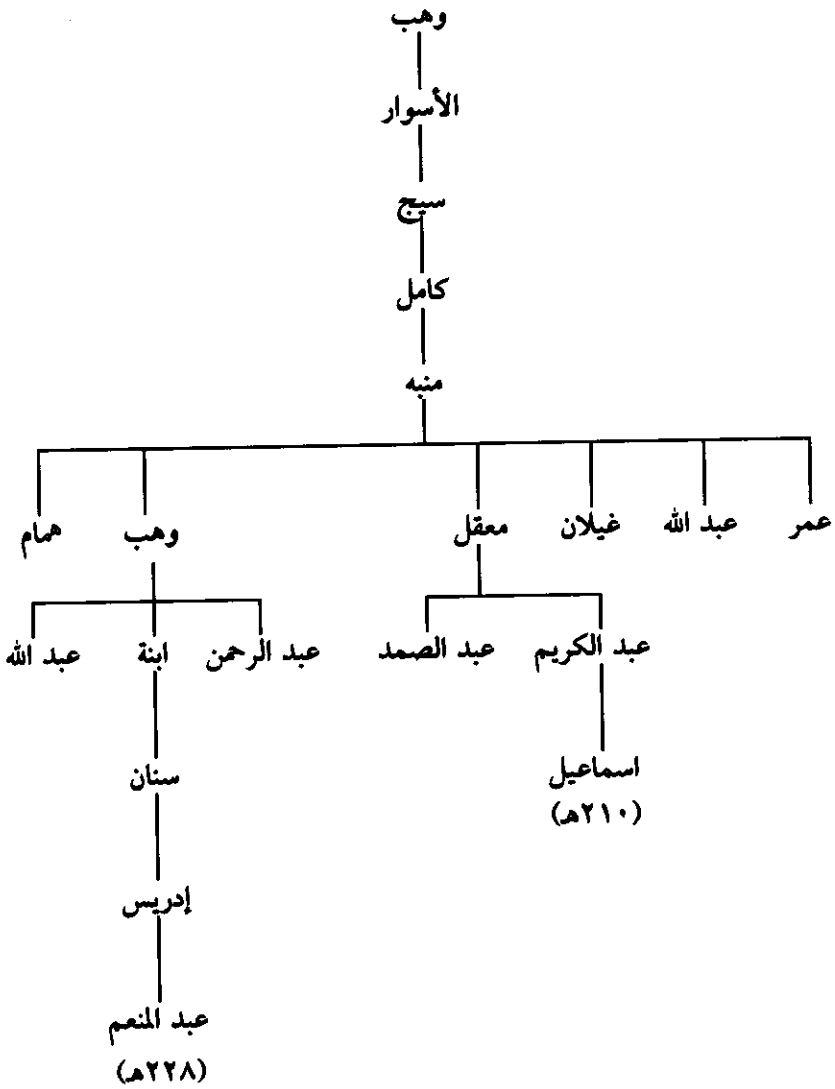 وهب
الأسوار
سيج
كامل
منبه
عمر عبد الله غيلان معقل وهب همام
عبد الكريم عبد الصمد عبد الرحمن ابنة عبد الله
اسماعيل سنان
(٢١٠هـ)
إدريس
عبد المنعم
(٢٢٨هـ)